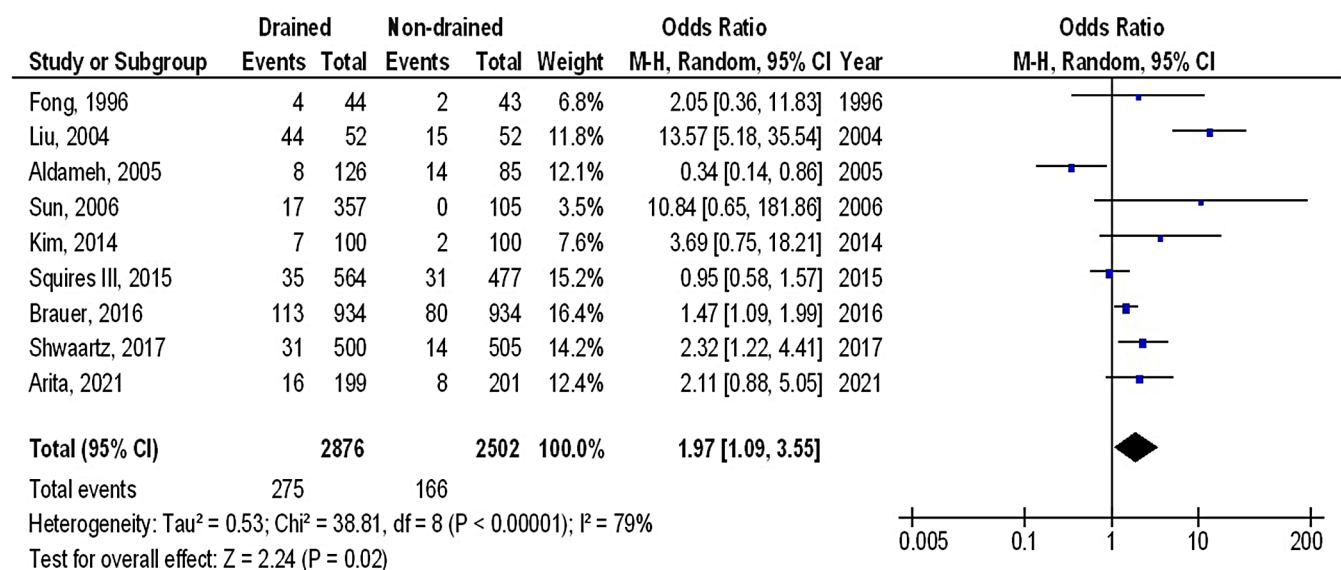 Drained Non-drained Odds Ratio Odds Ratio
Study or Subgroup Events Total Events Total Weight M-H, Random, 95% CI Year M-H, Random, 95% CI
Fong, 1996 4 44 2 43 6.8% 2.05 [0.36, 11.83] 1996
Liu, 2004 44 52 15 52 11.8% 13.57 [5.18, 35.54] 2004
Aldameh, 2005 8 126 14 85 12.1% 0.34 [0.14, 0.86] 2005
Sun, 2006 17 357 0 105 3.5% 10.84 [0.65, 181.86] 2006
Kim, 2014 7 100 2 100 7.6% 3.69 [0.75, 18.21] 2014
Squires III, 2015 35 564 31 477 15.2% 0.95 [0.58, 1.57] 2015
Brauer, 2016 113 934 80 934 16.4% 1.47 [1.09, 1.99] 2016
Shwaartz, 2017 31 500 14 505 14.2% 2.32 [1.22, 4.41] 2017
Arita, 2021 16 199 8 201 12.4% 2.11 [0.88, 5.05] 2021
Total (95% CI) 2876 2502 100.0% 1.97 [1.09, 3.55]
Total events 275 166
Heterogeneity: Tau² = 0.53; Chi² = 38.81, df = 8 (P < 0.00001); I² = 79%
Test for overall effect: Z = 2.24 (P = 0.02)
0.005 0.1 1 10 200